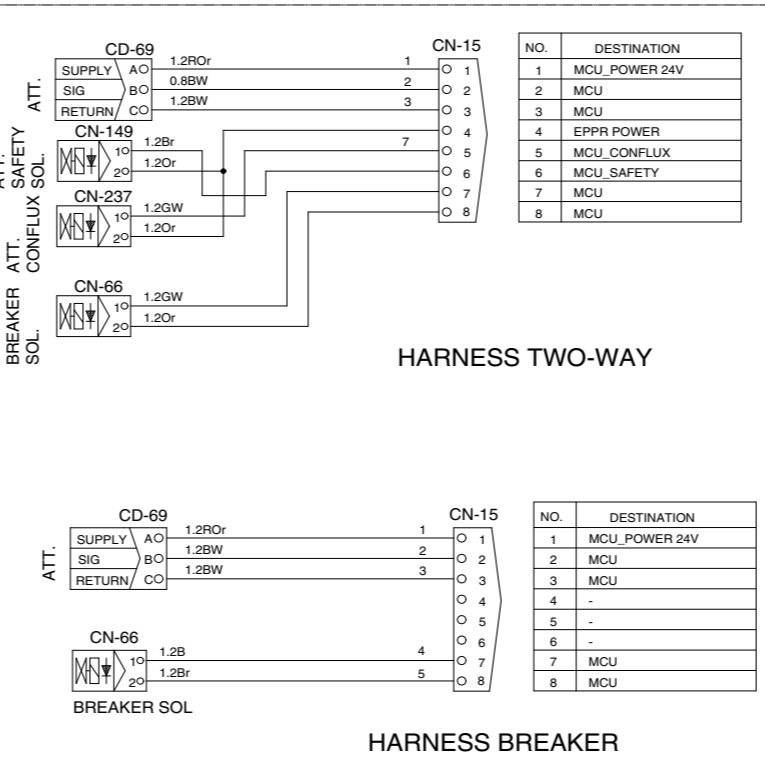 CD-69
SUPPLY AO 1.2ROr 1
SIG BO 0.8BW 2
RETURN CO 1.2BW 3
ATT.
CN-149
1 1.2Br 7
2 1.2Or
SAFETY
SOL.
CN-237
1 1.2GW
2 1.2Or
ATT.
CONFLUX SOL.
CN-66
1 1.2GW
2 1.2Or
BREAKER
SOL.
CN-15
1
2
3
4
5
6
7
8
NO. DESTINATION
1 MCU_POWER 24V
2 MCU
3 MCU
4 EPPR POWER
5 MCU_CONFLUX
6 MCU_SAFETY
7 MCU
8 MCU
HARNESS TWO-WAY
CD-69
SUPPLY AO 1.2ROr 1
SIG BO 1.2BW 2
RETURN CO 1.2BW 3
ATT.
CN-66
1 1.2B 4
2 1.2Br 5
BREAKER SOL
CN-15
1
2
3
4
5
6
7
8
NO. DESTINATION
1 MCU_POWER 24V
2 MCU
3 MCU
4 -
5 -
6 -
7 MCU
8 MCU
HARNESS BREAKER